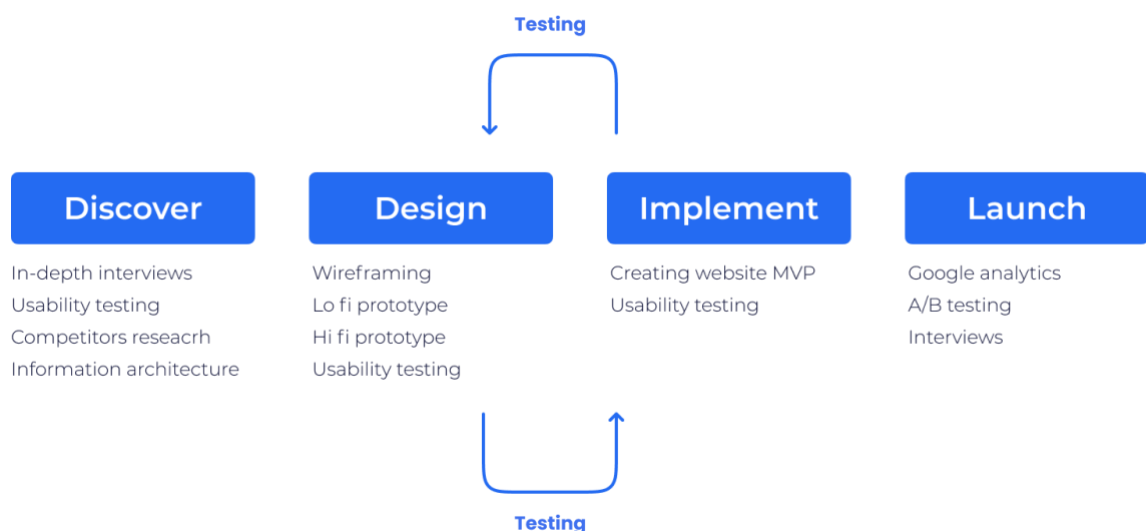 Testing
Discover
Design
Implement
Launch
In-depth interviews
Usability testing
Competitors reseacrh
Information architecture
Wireframing
Lo fi prototype
Hi fi prototype
Usability testing
Creating website MVP
Usability testing
Google analytics
A/B testing
Interviews
Testing